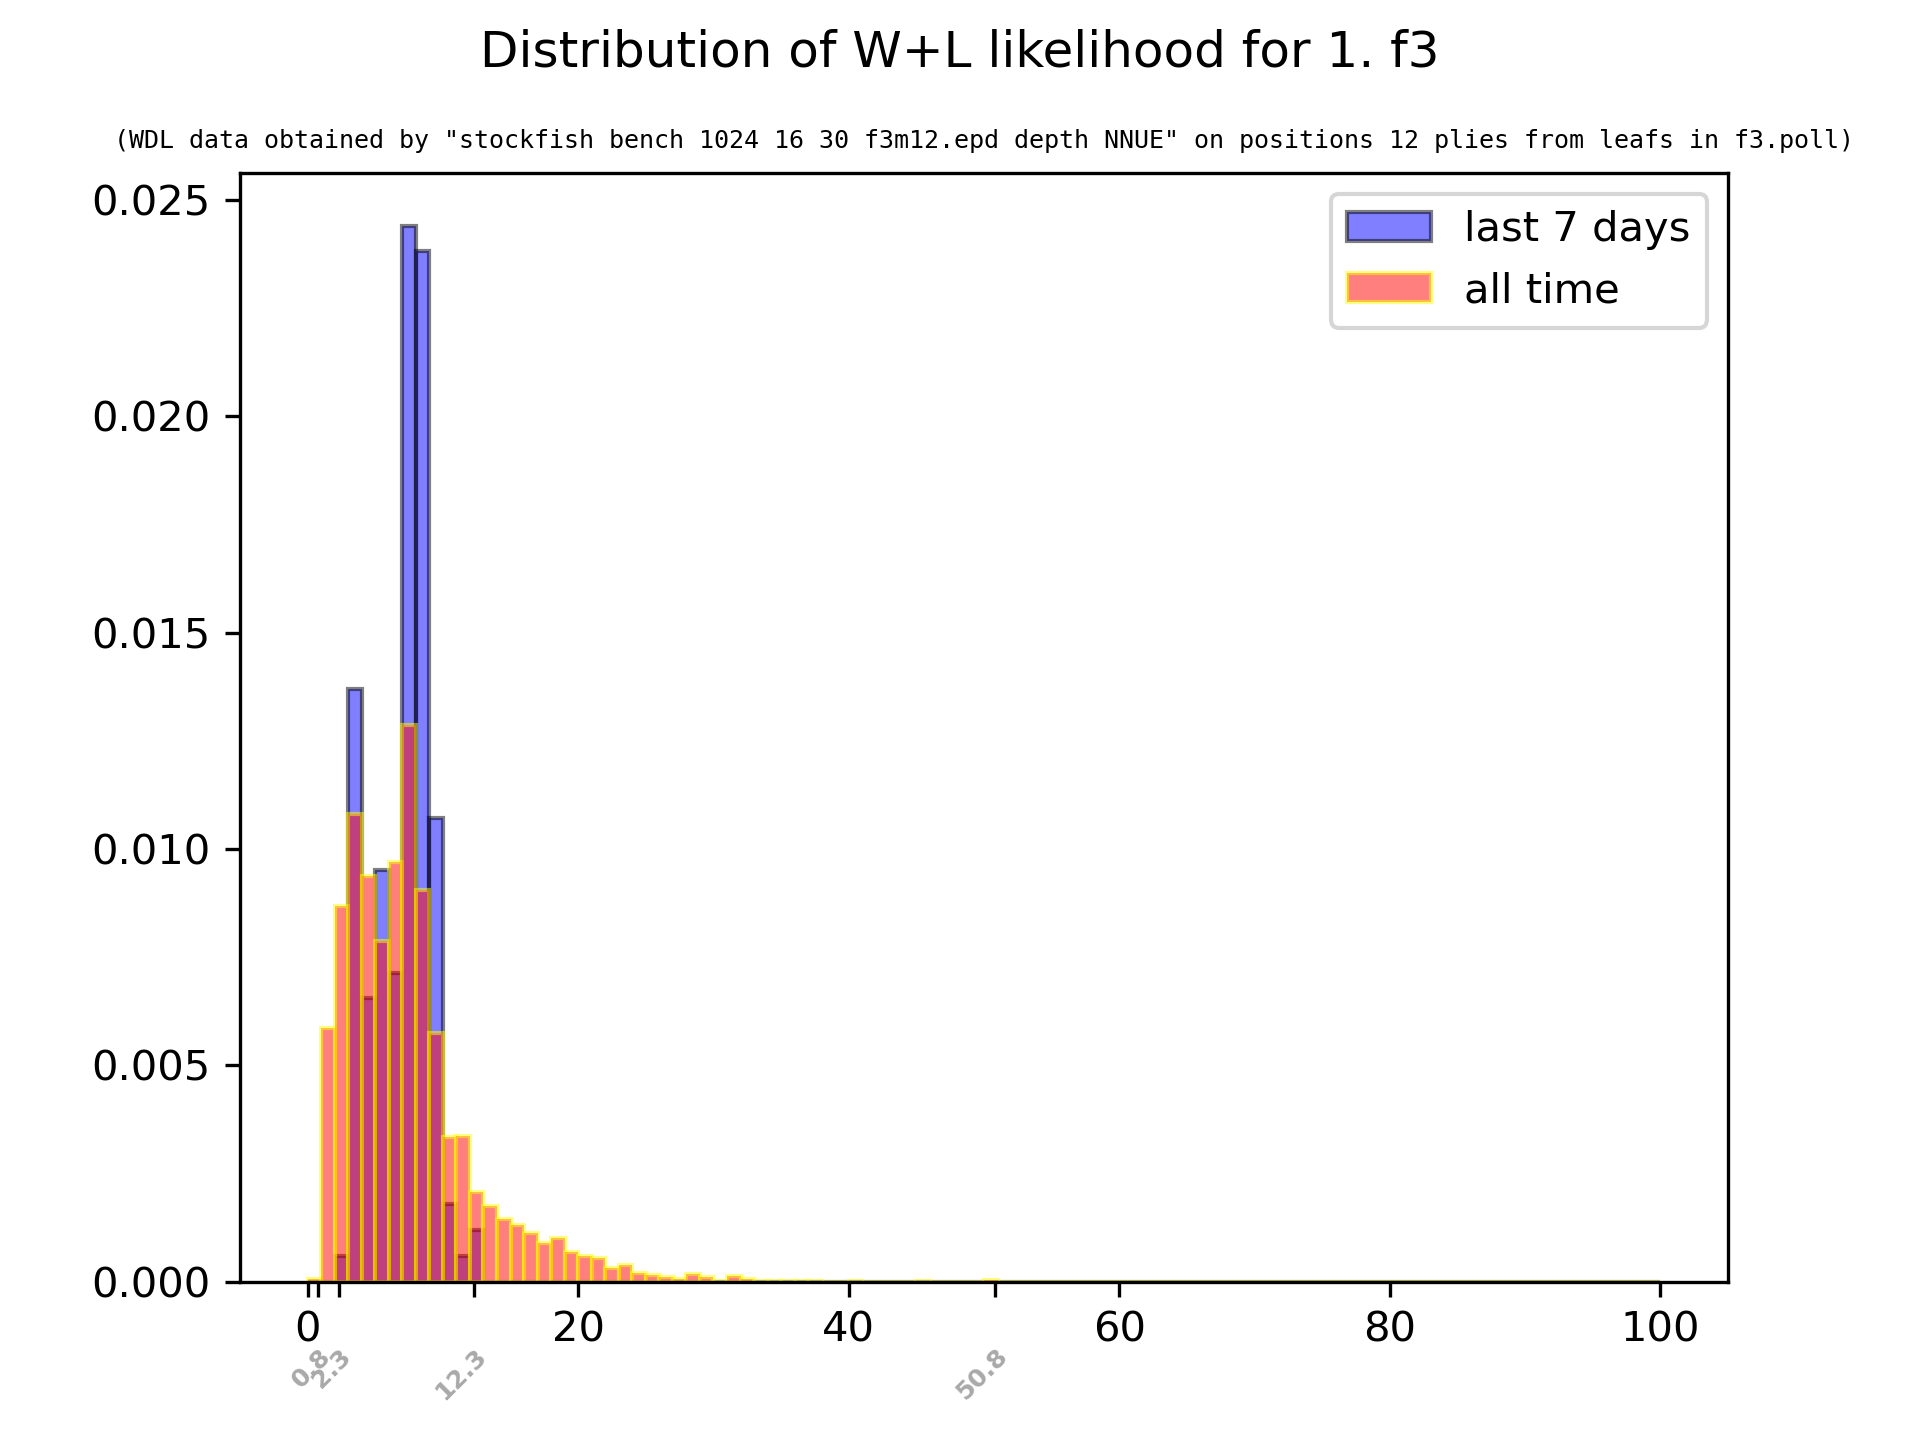 Distribution of W+L likelihood for 1. f3
(WDL data obtained by "stockfish bench 1024 16 30 f3m12.epd depth NNUE" on positions 12 plies from leafs in f3.poll)
last 7 days
all time
0.025
0.020
0.015
0.010
0.005
0.000
0 20 40 60 80 100
0.8 2.3 12.3 50.8